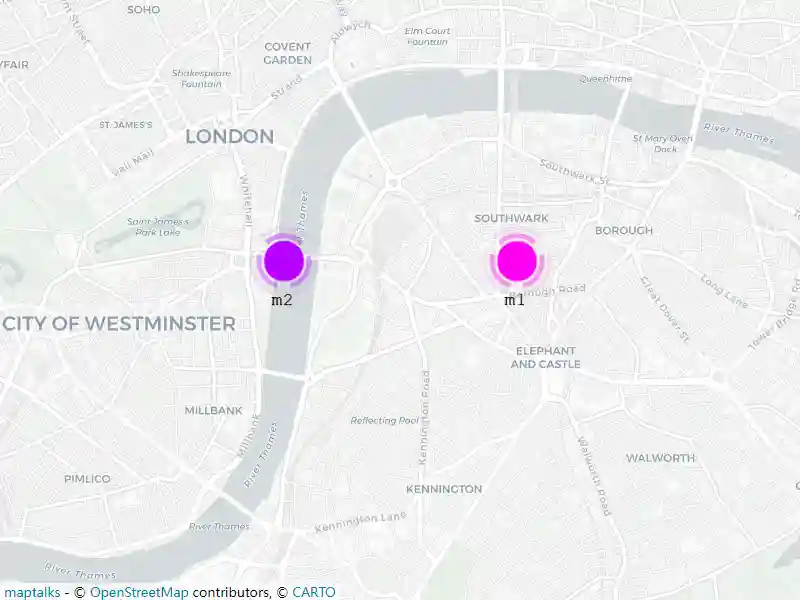 SOHO
COVENT
GARDEN
Aldwych
Elm Court
Fountain
Shakespeare
Fountain
Strand
Queenhithe
ST JAMES'S
LONDON
River Thames
St Mary Overy
Dock
Pall Mall
Whitehall
Southwark St
Saint James's
Park Lake
Thames
SOUTHWARK
BOROUGH
m2
m1
Borough Road
Long Lane
Great Dover St
Tower Bridge Rd
CITY OF WESTMINSTER
ELEPHANT
AND CASTLE
MILLBANK
Millbank
River Thames
Reflecting Pool
Kennington Road
Walworth Road
WALWORTH
PIMLICO
KENNINGTON
River Thames
Kennington Lane
River Thames
maptalks - © OpenStreetMap contributors, © CARTO